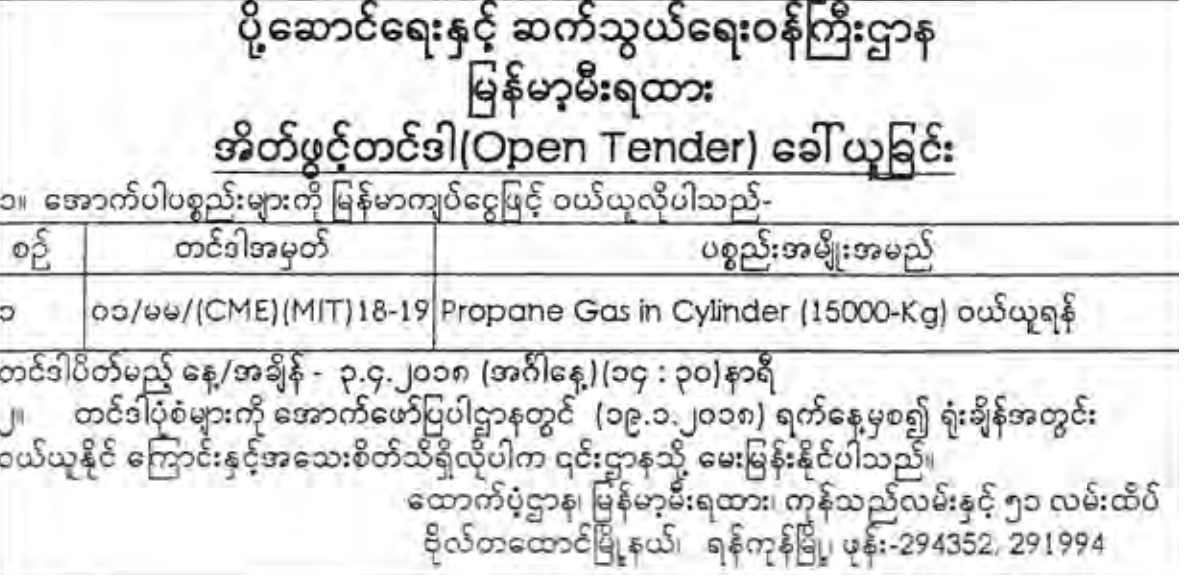 ပို့ဆောင်ရေးနှင့် ဆက်သွယ်ရေးဝန်ကြီးဌာန
မြန်မာ့မီးရထား
အိတ်ဖွင့်တင်ဒါ(Open Tender) ခေါ်ယူခြင်း
၁။ အောက်ပါပစ္စည်းများကို မြန်မာကျပ်ငွေဖြင့် ဝယ်ယူလိုပါသည်-
စဉ် တင်ဒါအမှတ် ပစ္စည်းအမျိုးအမည်
၁ ၀၁/မမ/(CME)(MIT)18-19 Propane Gas in Cylinder (15000-Kg) ဝယ်ယူရန်
တင်ဒါပိတ်မည့် နေ့/အချိန် - ၃.၄.၂၀၁၈ (အင်္ဂါနေ့)(၁၄ : ၃၀)နာရီ
၂။ တင်ဒါပုံစံများကို အောက်ဖော်ပြပါဌာနတွင် (၁၉.၁.၂၀၁၈) ရက်နေ့မှစ၍ ရုံးချိန်အတွင်း
ဝယ်ယူနိုင် ကြောင်းနှင့်အသေးစိတ်သိရှိလိုပါက ၎င်းဌာနသို့ မေးမြန်းနိုင်ပါသည်။
ထောက်ပံ့ဌာန၊ မြန်မာ့မီးရထား၊ ကုန်သည်လမ်းနှင့် ၅၁ လမ်းထိပ်
ဗိုလ်တထောင်မြို့နယ်၊ ရန်ကုန်မြို့၊ ဖုန်း-294352, 291994